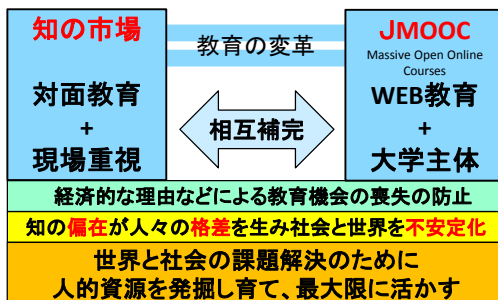 知の市場
対面教育
+
現場重視
教育の変革
相互補完
JMOOC
Massive Open Online
Courses
WEB教育
+
大学主体
経済的な理由などによる教育機会の喪失の防止
知の偏在が人々の格差を生み社会と世界を不安定化
世界と社会の課題解決のために
人的資源を発掘し育て、最大限に活かす